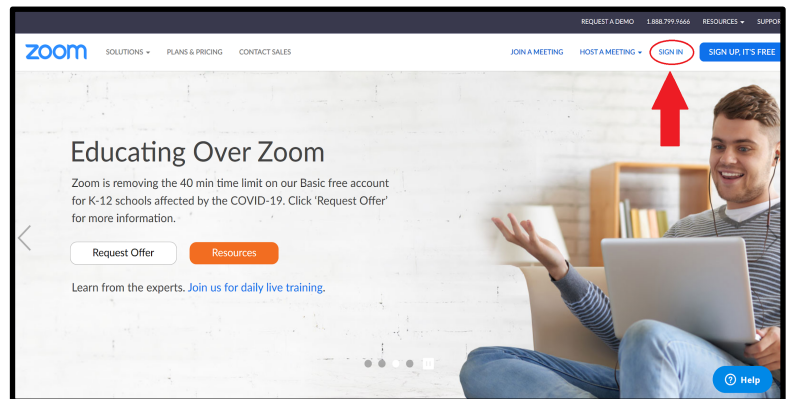 REQUEST A DEMO 1.888.799.9666 RESOURCES SUPPOR
zoom SOLUTIONS PLANS & PRICING CONTACT SALES JOIN A MEETING HOST A MEETING SIGN IN SIGN UP, IT'S FREE
Educating Over Zoom
Zoom is removing the 40 min time limit on our Basic free account
for K-12 schools affected by the COVID-19. Click 'Request Offer'
for more information.
Request Offer Resources
Learn from the experts. Join us for daily live training.
Help